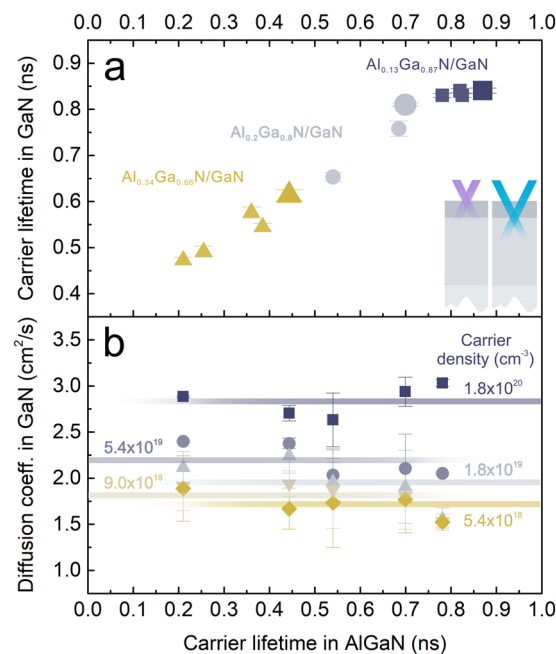 0.0 0.1 0.2 0.3 0.4 0.5 0.6 0.7 0.8 0.9 1.0
a
Carrier lifetime in GaN (ns)
0.9
0.8
0.7
0.6
0.5
0.4
Al0.13Ga0.87N/GaN
Al0.2Ga0.8N/GaN
Al0.34Ga0.66N/GaN
b
Diffusion coeff. in GaN (cm²/s)
3.5
3.0
2.5
2.0
1.5
1.0
Carrier
density (cm⁻³)
1.8x10²⁰
5.4x10¹⁹
1.8x10¹⁹
9.0x10¹⁸
5.4x10¹⁸
0.0 0.1 0.2 0.3 0.4 0.5 0.6 0.7 0.8 0.9 1.0
Carrier lifetime in AlGaN (ns)